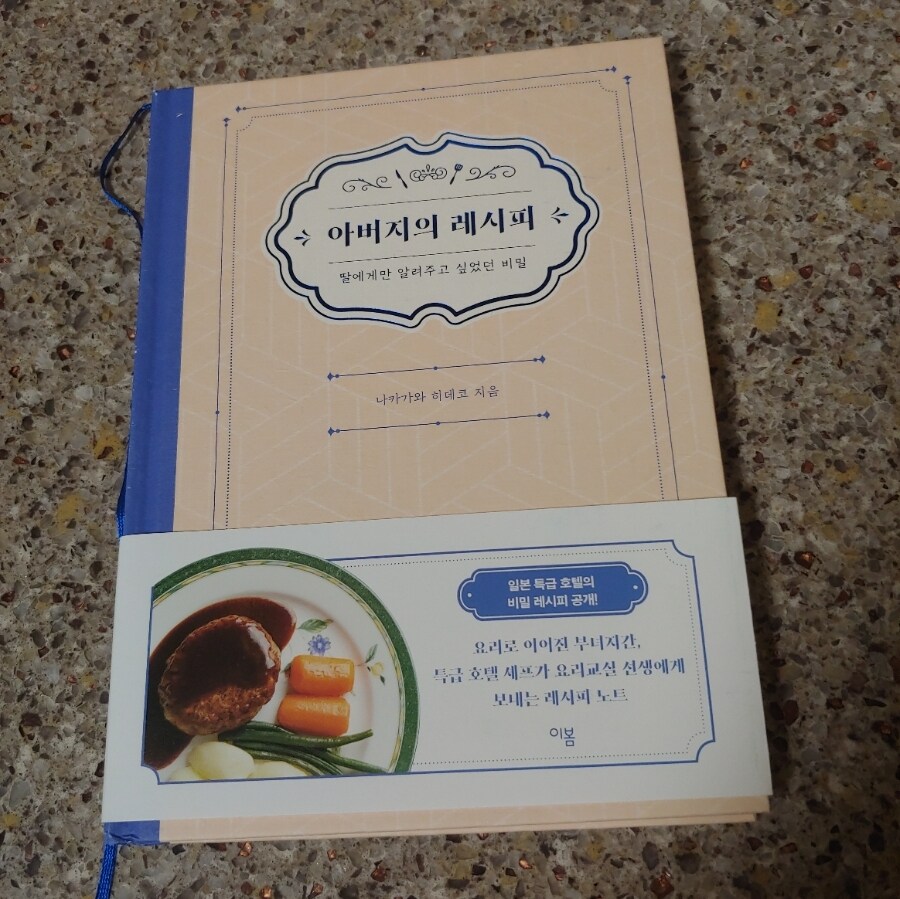 아버지의 레시피
딸에게만 알려주고 싶었던 비밀
나카가와 히데코 지음
일본 특급 호텔의
비밀 레시피 공개!
요리로 이어진 부녀지간,
특급 호텔 셰프가 요리교실 선생에게
보내는 레시피 노트
이봄